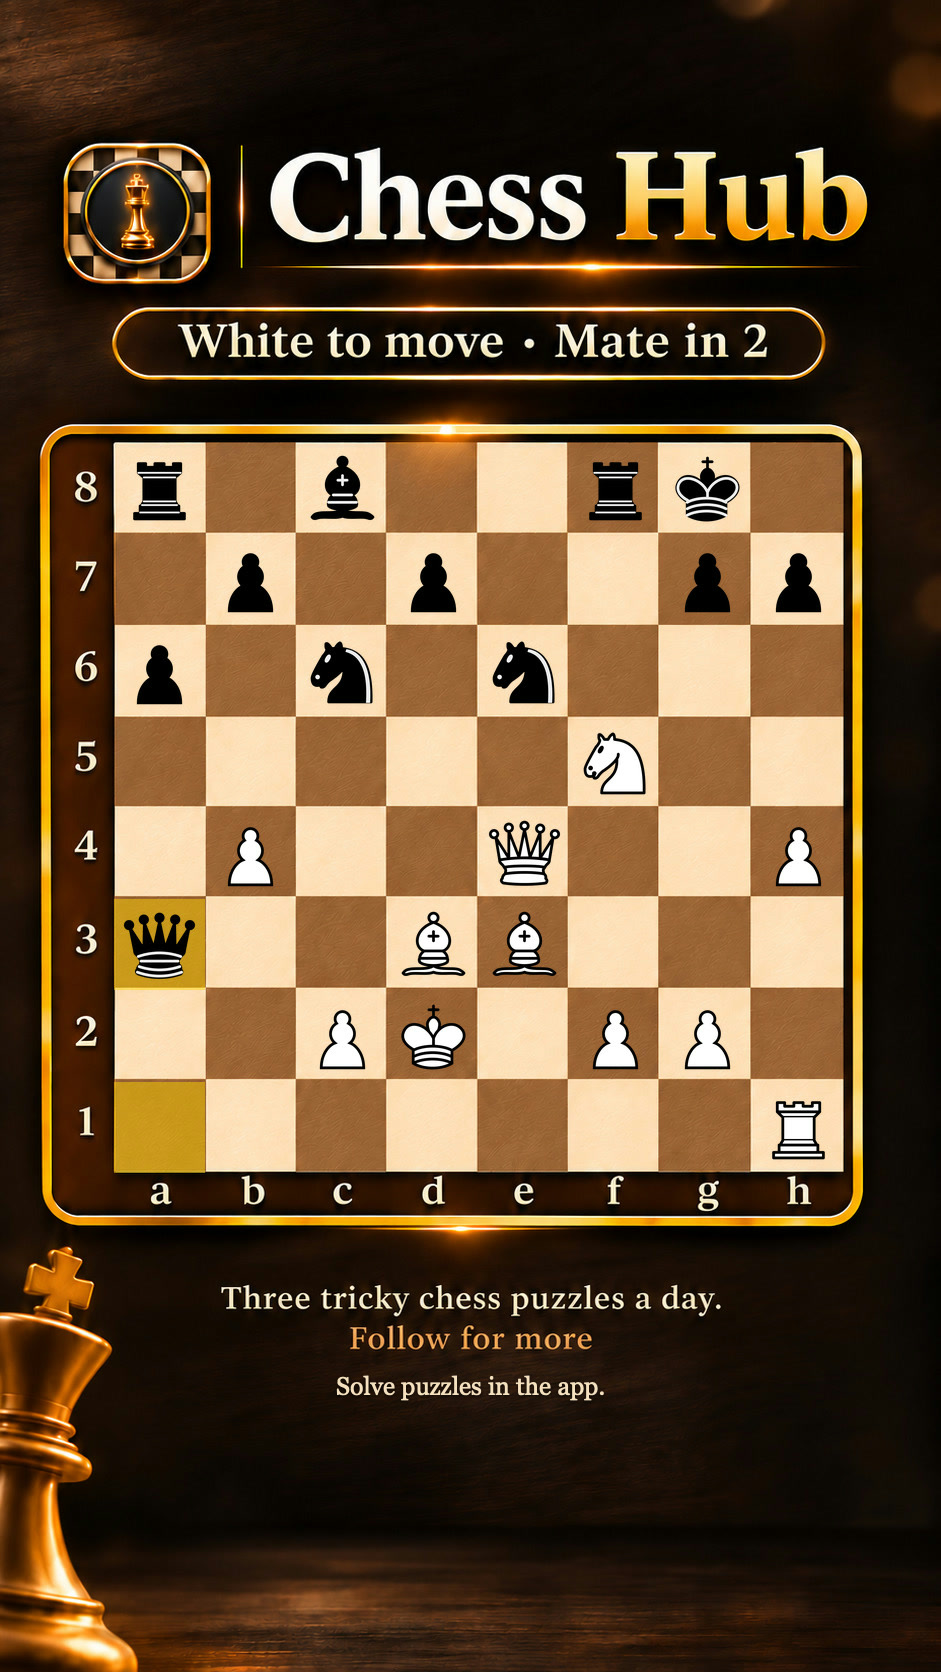 Chess Hub
White to move • Mate in 2
8
7
6
5
4
3
2
1
a b c d e f g h
Three tricky chess puzzles a day.
Follow for more
Solve puzzles in the app.